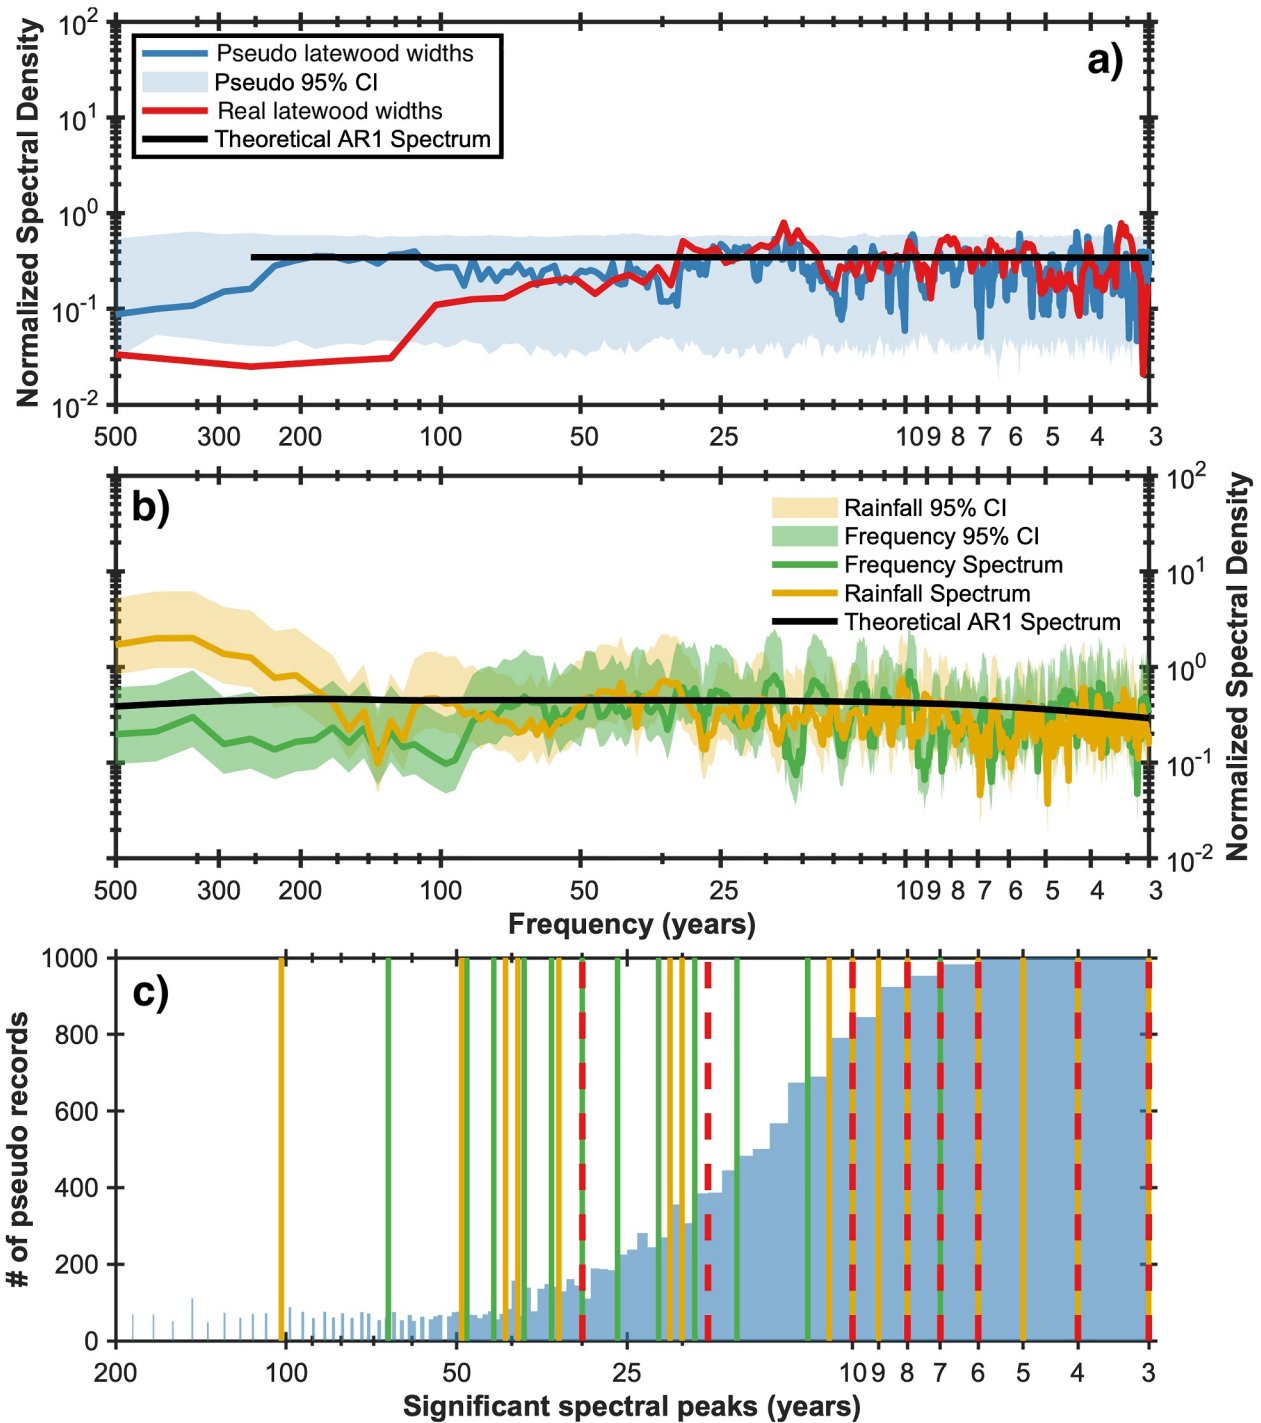 10² 
Pseudo latewood widths
Pseudo 95% CI
Real latewood widths
Theoretical AR1 Spectrum
a)
10¹
10⁰
10⁻¹
10⁻²
Normalized Spectral Density
500 300 200 100 50 25 10 9 8 7 6 5 4 3
b)
Rainfall 95% CI
Frequency 95% CI
Frequency Spectrum
Rainfall Spectrum
Theoretical AR1 Spectrum
10²
10¹
10⁰
10⁻¹
10⁻²
Normalized Spectral Density
500 300 200 100 50 25 10 9 8 7 6 5 4 3
Frequency (years)
c)
1000
800
600
400
200
0
# of pseudo records
200 100 50 25 10 9 8 7 6 5 4 3
Significant spectral peaks (years)